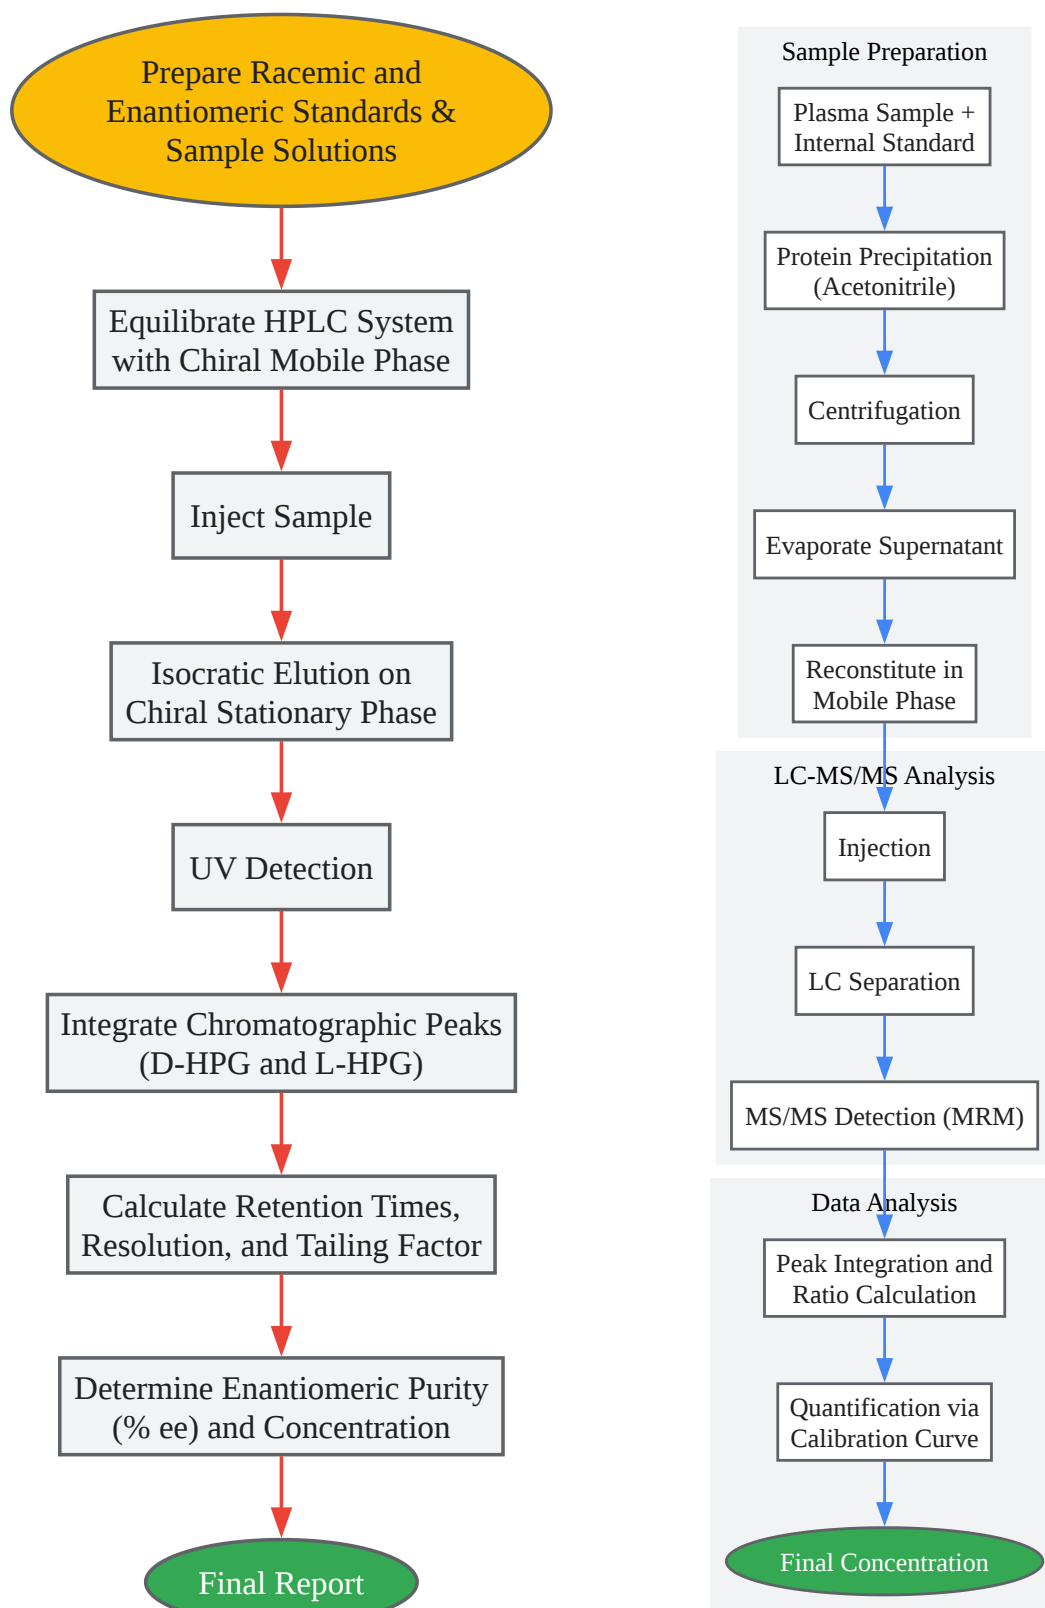 Prepare Racemic and
Enantiomeric Standards &
Sample Solutions
Equilibrate HPLC System
with Chiral Mobile Phase
Inject Sample
Isocratic Elution on
Chiral Stationary Phase
UV Detection
Integrate Chromatographic Peaks
(D-HPG and L-HPG)
Calculate Retention Times,
Resolution, and Tailing Factor
Determine Enantiomeric Purity
(% ee) and Concentration
Final Report
Sample Preparation
Plasma Sample +
Internal Standard
Protein Precipitation
(Acetonitrile)
Centrifugation
Evaporate Supernatant
Reconstitute in
Mobile Phase
LC-MS/MS Analysis
Injection
LC Separation
MS/MS Detection (MRM)
Data Analysis
Peak Integration and
Ratio Calculation
Quantification via
Calibration Curve
Final Concentration